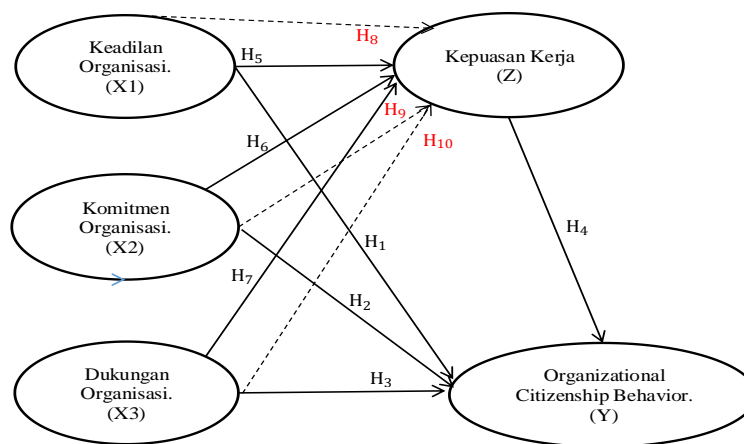 H₈
Keadilan
Organisasi.
(X1)
H₅
Kepuasan Kerja
(Z)
H₉
H₁₀
H₆
Komitmen
Organisasi.
(X2)
H₁
H₄
H₇
H₂
Dukungan
Organisasi.
(X3)
H₃
Organizational
Citizenship Behavior.
(Y)